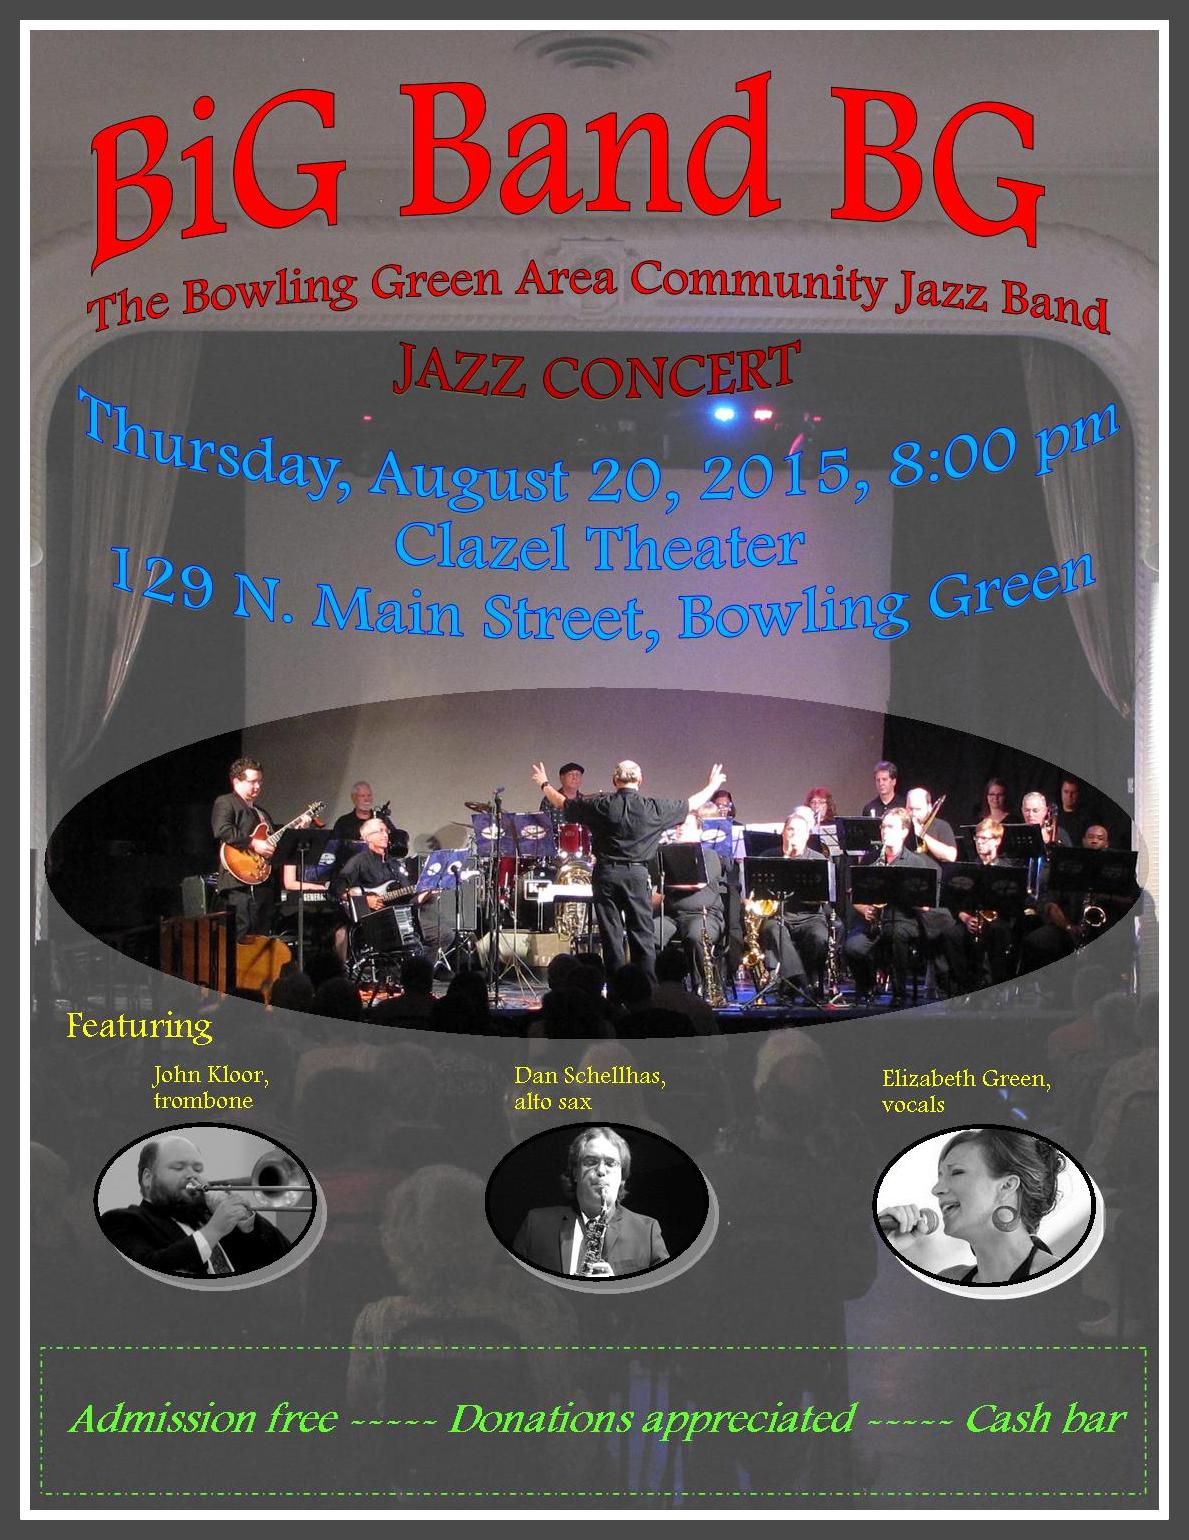 BiG Band BG
The Bowling Green Area Community Jazz Band
JAZZ CONCERT
Thursday, August 20, 2015, 8:00 pm
Clazel Theater
129 N. Main Street, Bowling Green
Featuring
John Kloor,
trombone
Dan Schellhas,
alto sax
Elizabeth Green,
vocals
Admission free ~~~~~ Donations appreciated ~~~~~ Cash bar